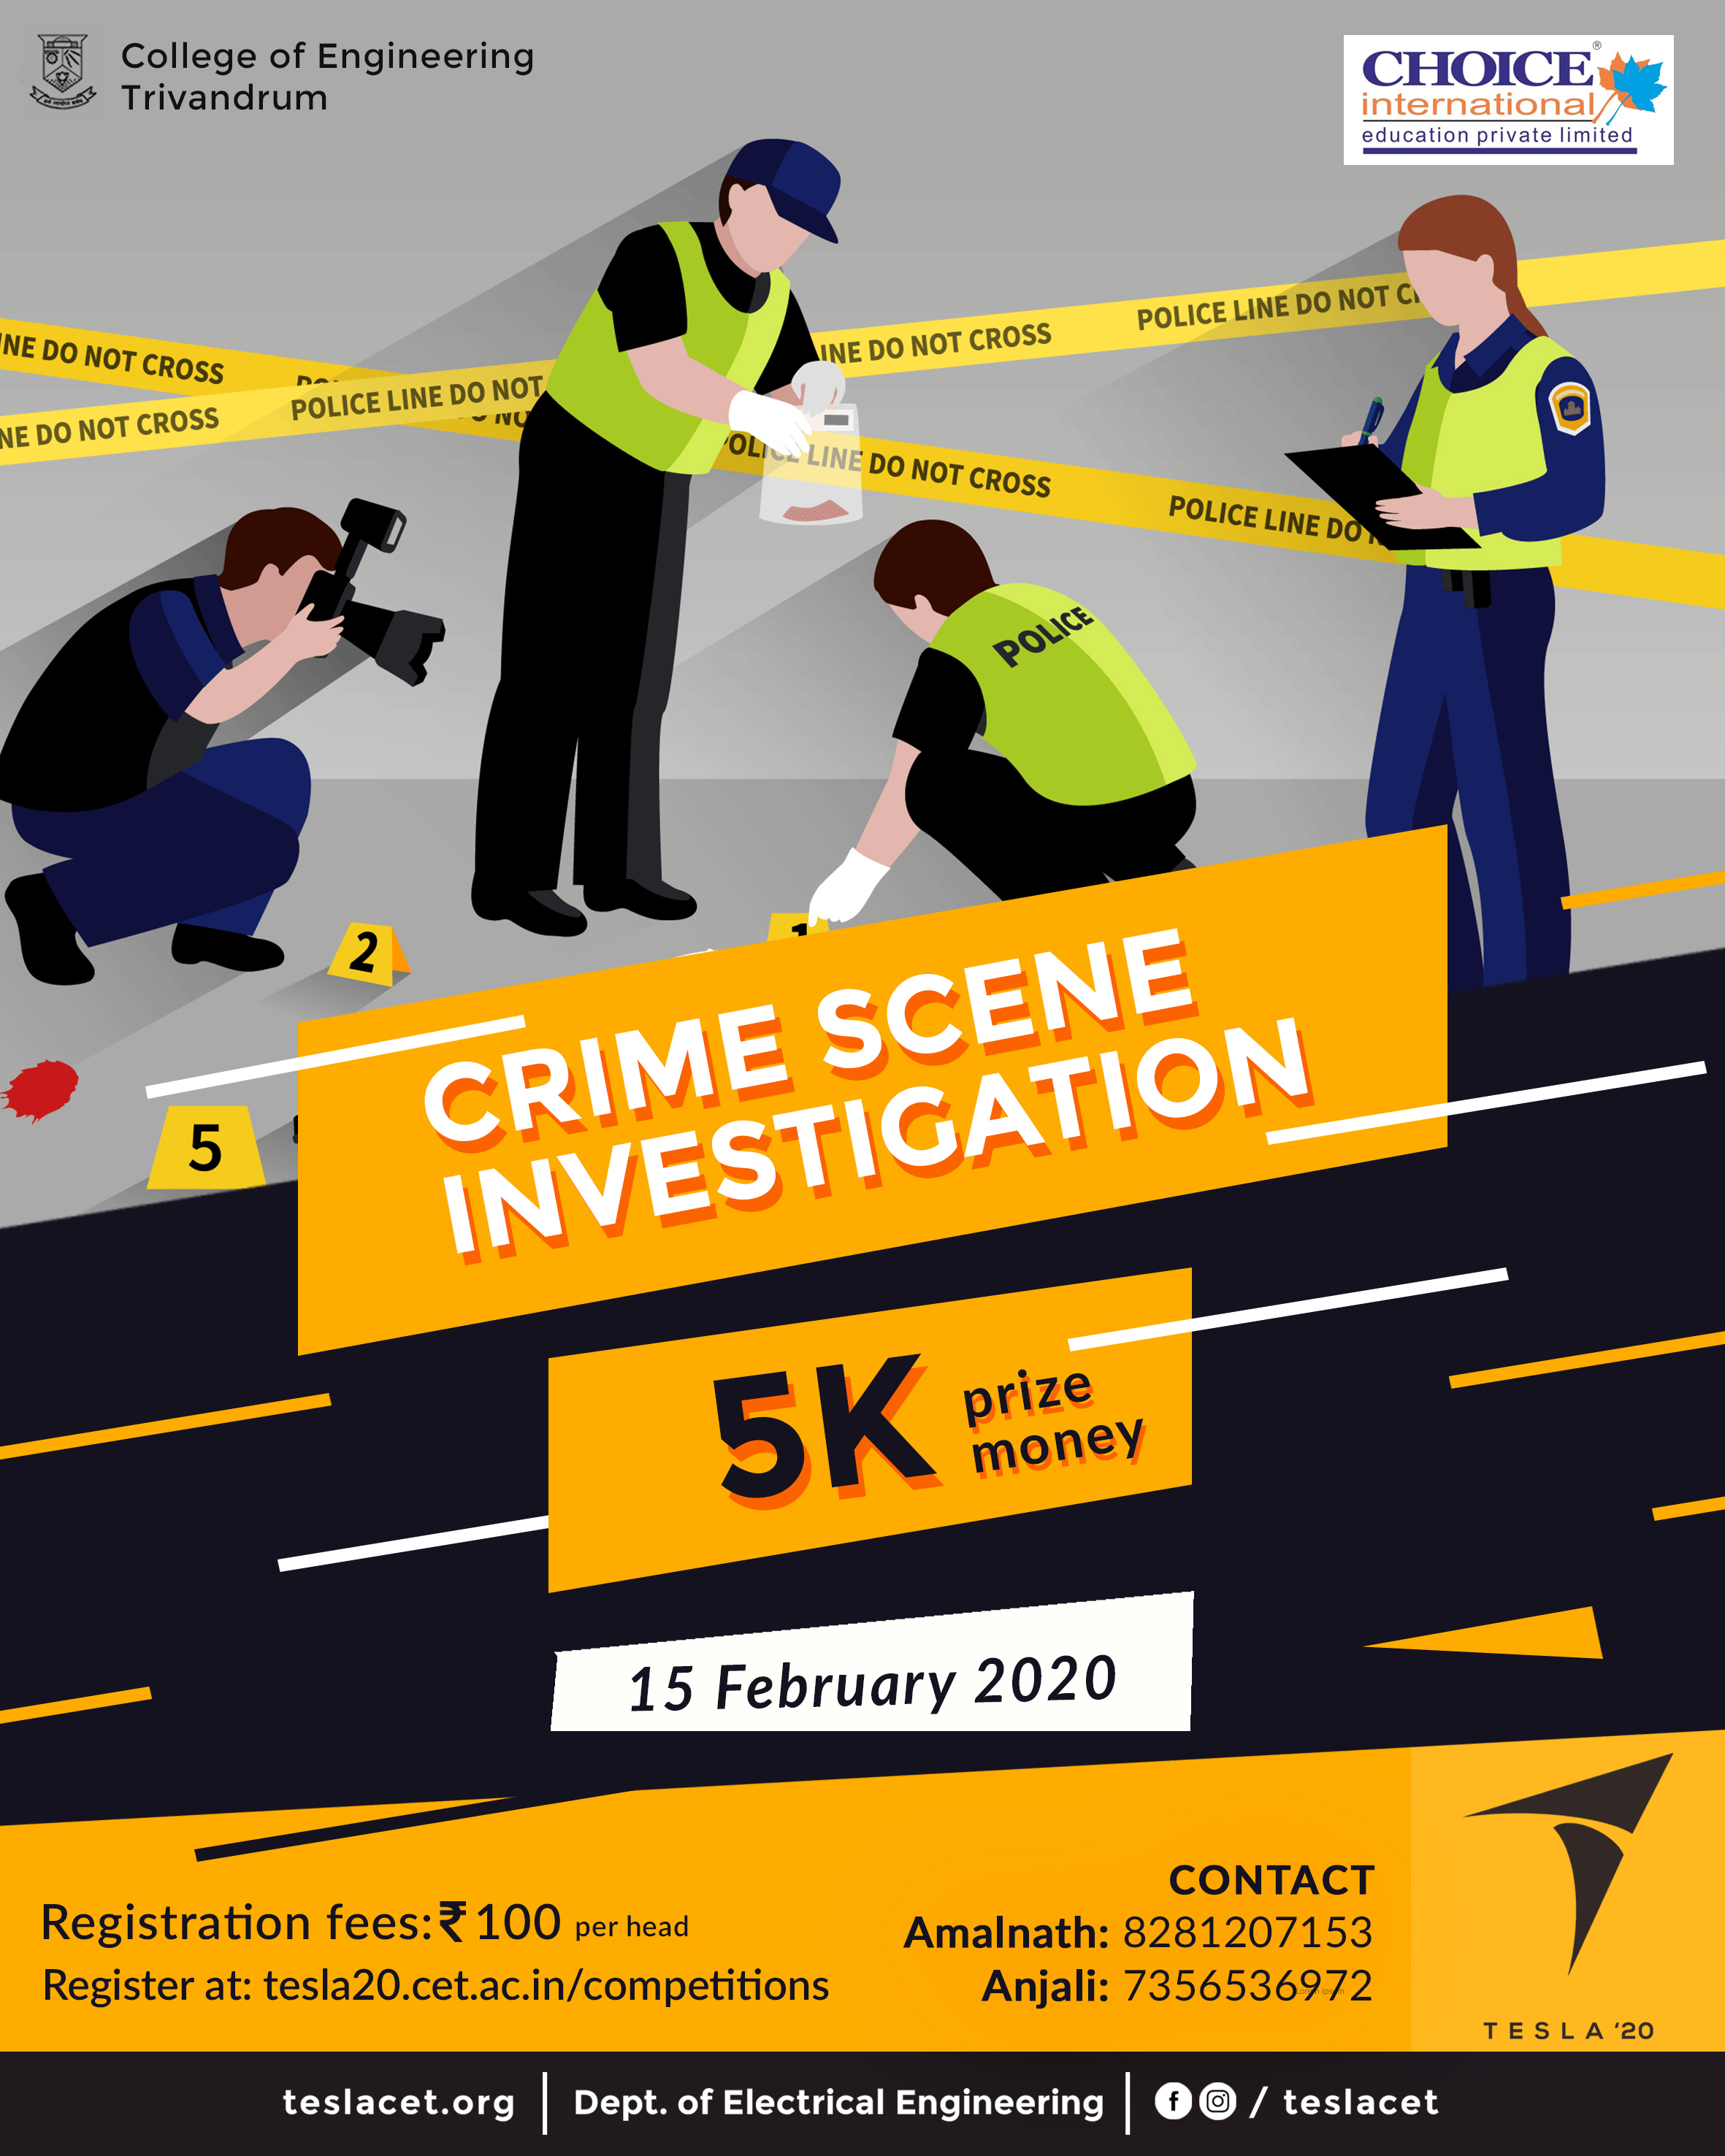 College of Engineering
Trivandrum
CHOICE®
international
education private limited
INE DO NOT CROSS
NE DO NOT CROSS
POLICE LINE DO NOT
INE DO NOT CROSS
POLICE LINE DO NOT C
POLICE LINE DO NOT CROSS
POLICE LINE DO
POLICE
1
2
5
CRIME SCENE
INVESTIGATION
5K prize
money
15 February 2020
Registration fees:₹100 per head
Register at: tesla20.cet.ac.in/competitions
CONTACT
Amalnath: 8281207153
Anjali: 7356536972
TESLA '20
teslacet.org | Dept. of Electrical Engineering | / teslacet